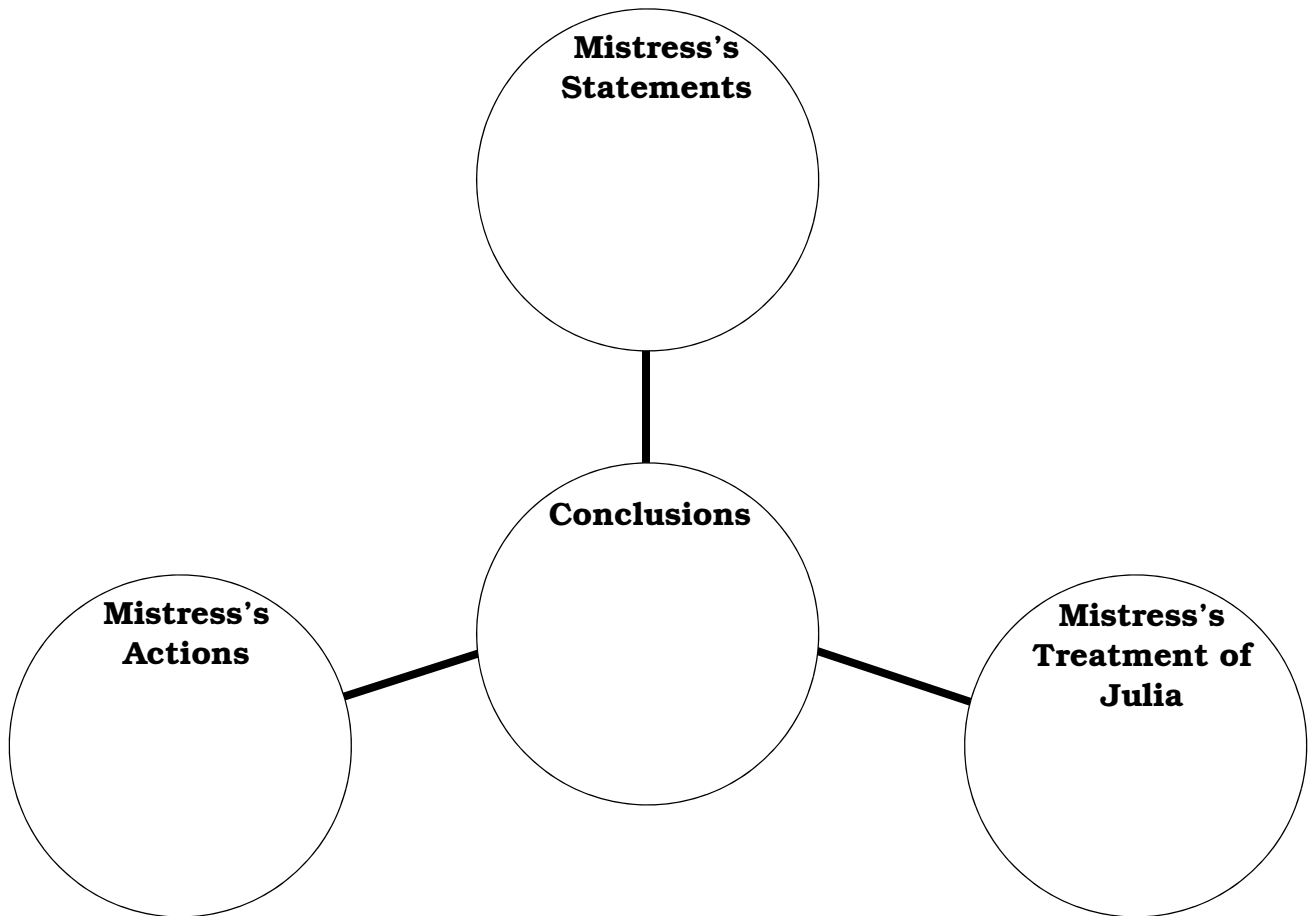 Mistress’s
Statements
Conclusions
Mistress’s
Actions
Mistress’s
Treatment of
Julia